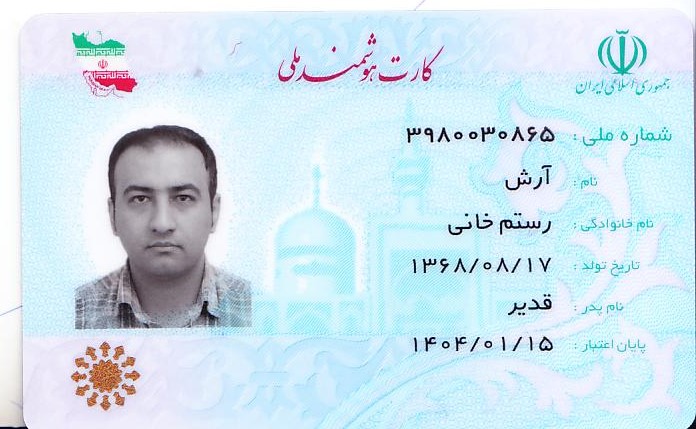 کارت هوشمند ملی
جمهوری اسلامی ایران
شماره ملی : ۳۹۸۰۰۳۰۸۶۵
نام : آرش
نام خانوادگی : رستم خانی
تاریخ تولد : ۱۳۶۸/۰۸/۱۷
نام پدر : قدیر
پایان اعتبار : ۱۴۰۴/۰۱/۱۵